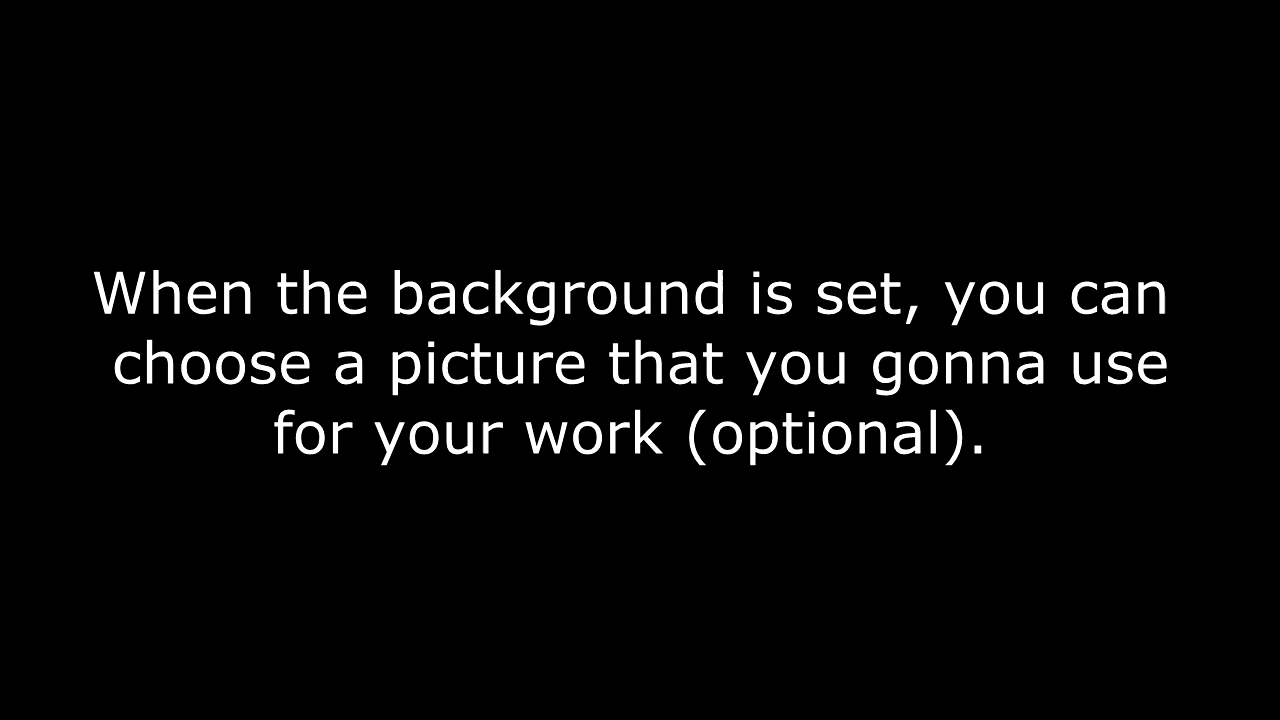 When the background is set, you can
choose a picture that you gonna use
for your work (optional).